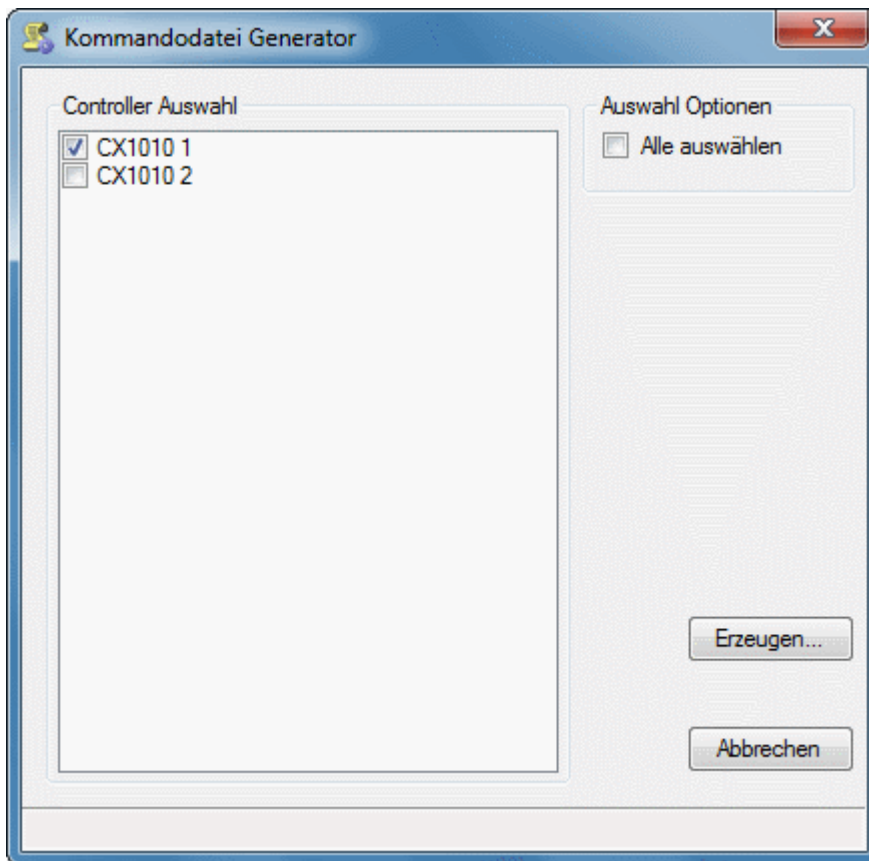 Kommandodatei Generator
Controller Auswahl
CX1010 1
CX1010 2
Auswahl Optionen
Alle auswählen
Erzeugen...
Abbrechen